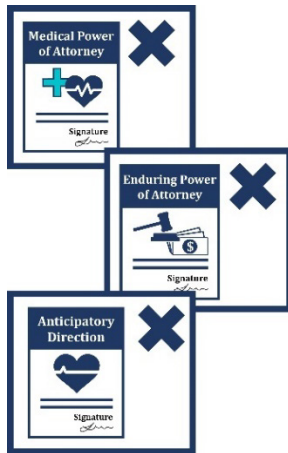 Medical Power
of Attorney
Signature
Enduring Power
of Attorney
$
Signature
Anticipatory
Direction
Signature